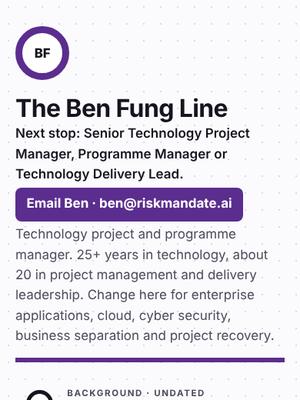 BF
The Ben Fung Line
Next stop: Senior Technology Project
Manager, Programme Manager or
Technology Delivery Lead.
Email Ben · ben@riskmandate.ai
Technology project and programme
manager. 25+ years in technology, about
20 in project management and delivery
leadership. Change here for enterprise
applications, cloud, cyber security,
business separation and project recovery.
BACKGROUND · UNDATED